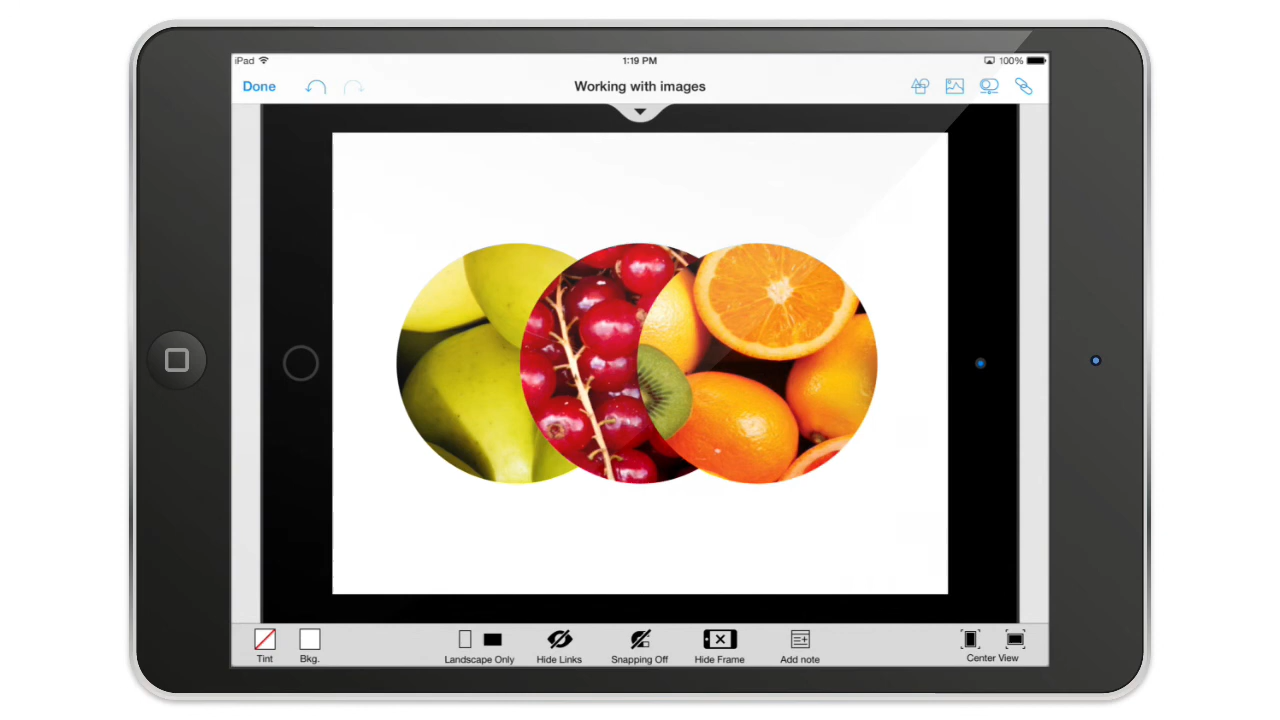 iPad 1:19 PM 100%
Done Working with images
Tint Bkg. Landscape Only Hide Links Snapping Off Hide Frame Add note Center View